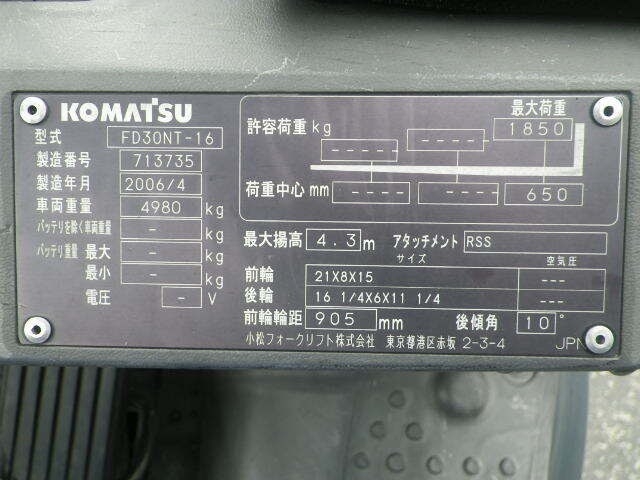 KOMATSU
型式 FD30NT-16
製造番号 713735
製造年月 2006/4
車両重量 4980 kg
バッテリを除く車両重量 - kg
バッテリ重量 最大 - kg
最小 - kg
電圧 - V
最大荷重
許容荷重 kg ---- ---- 1850
荷重中心 mm ---- ---- 650
最大揚高 4.3 m アタッチメント RSS
サイズ 空気圧
前輪 21X8X15 ---
後輪 16 1/4X6X11 1/4 ---
前輪輪距 905 mm 後傾角 10°
小松フォークリフト株式会社 東京都港区赤坂 2-3-4 JPN